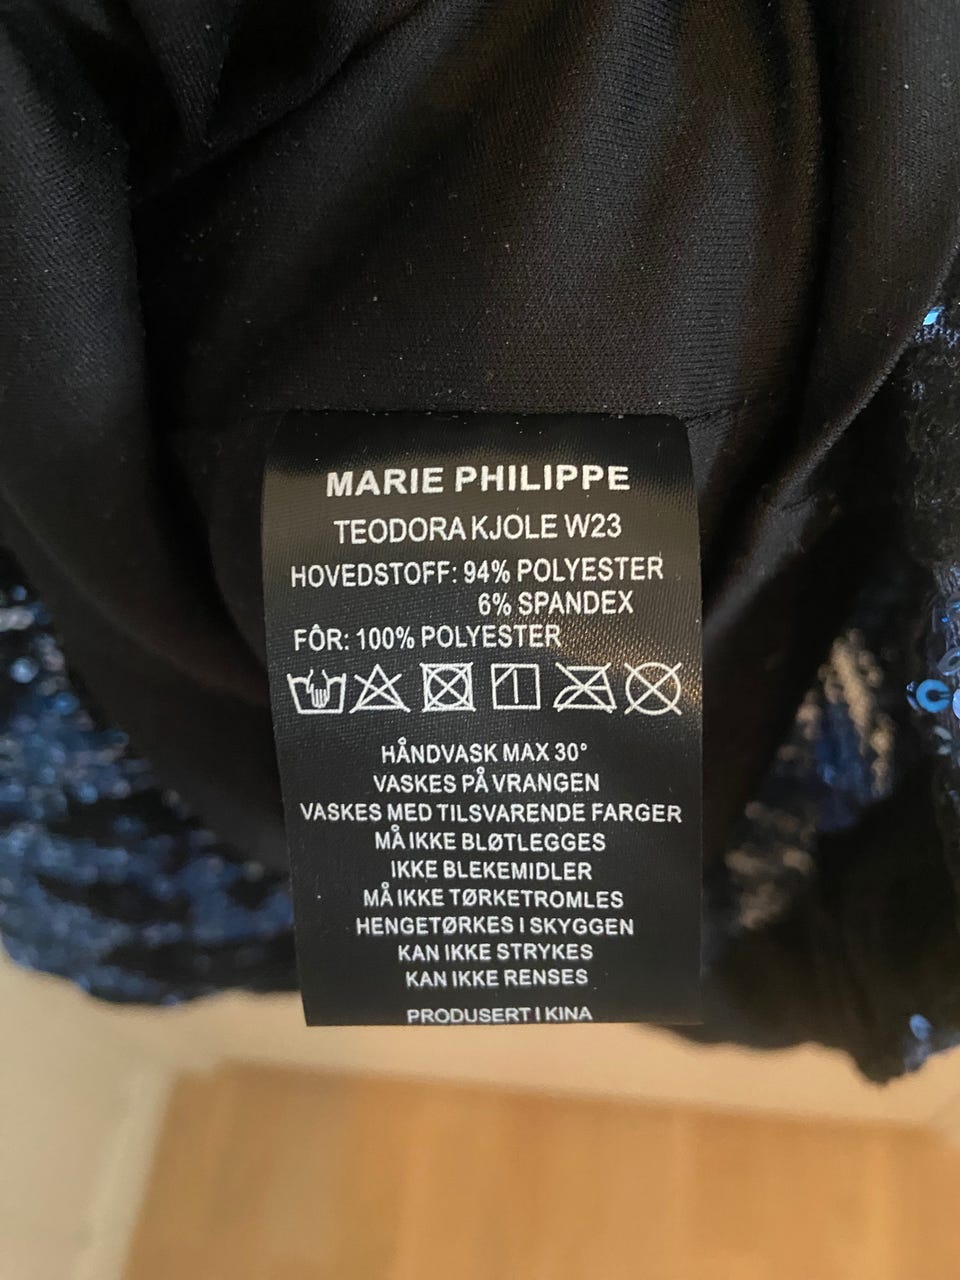 MARIE PHILIPPE
TEODORA KJOLE W23
HOVEDSTOFF: 94% POLYESTER
6% SPANDEX
FÔR: 100% POLYESTER
HÅNDVASK MAX 30°
VASKES PÅ VRANGEN
VASKES MED TILSVARENDE FARGER
MÅ IKKE BLØTLEGGES
IKKE BLEKEMIDLER
MÅ IKKE TØRKETROMLES
HENGETØRKES I SKYGGEN
KAN IKKE STRYKES
KAN IKKE RENSES
PRODUSERT I KINA